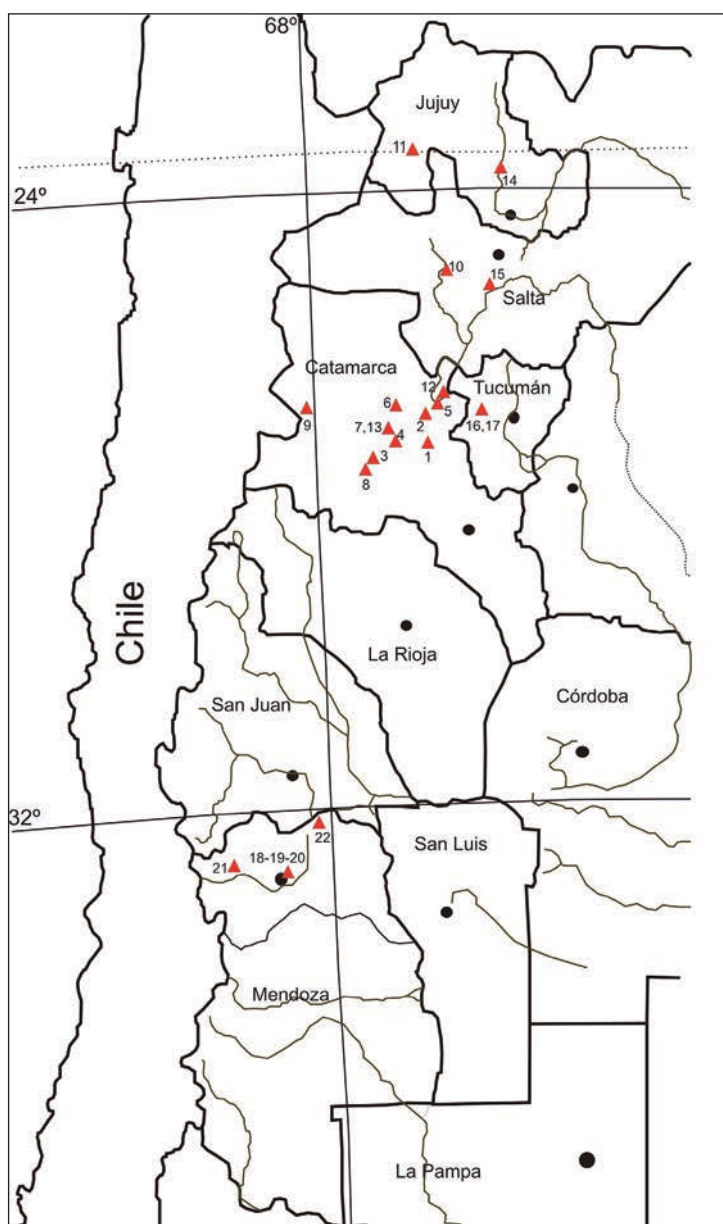 68º
Jujuy
11
14
24º
10
15
Salta
Catamarca
12
Tucumán
6
5
9
2
16,17
7,13
4
1
3
8
Chile
La Rioja
San Juan
Córdoba
32º
22
San Luis
18-19-20
21
Mendoza
La Pampa